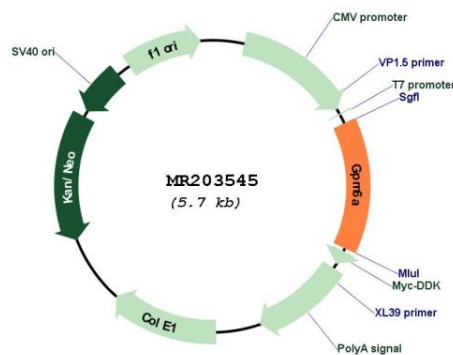 CMV promoter
f1 ori
SV40 ori
VP1.5 primer
T7 promoter
SgfI
Kan/Neo
MR203545
(5.7 kb)
Gpm6a
MluI
Myc-DDK
XL39 primer
Col E1
PolyA signal